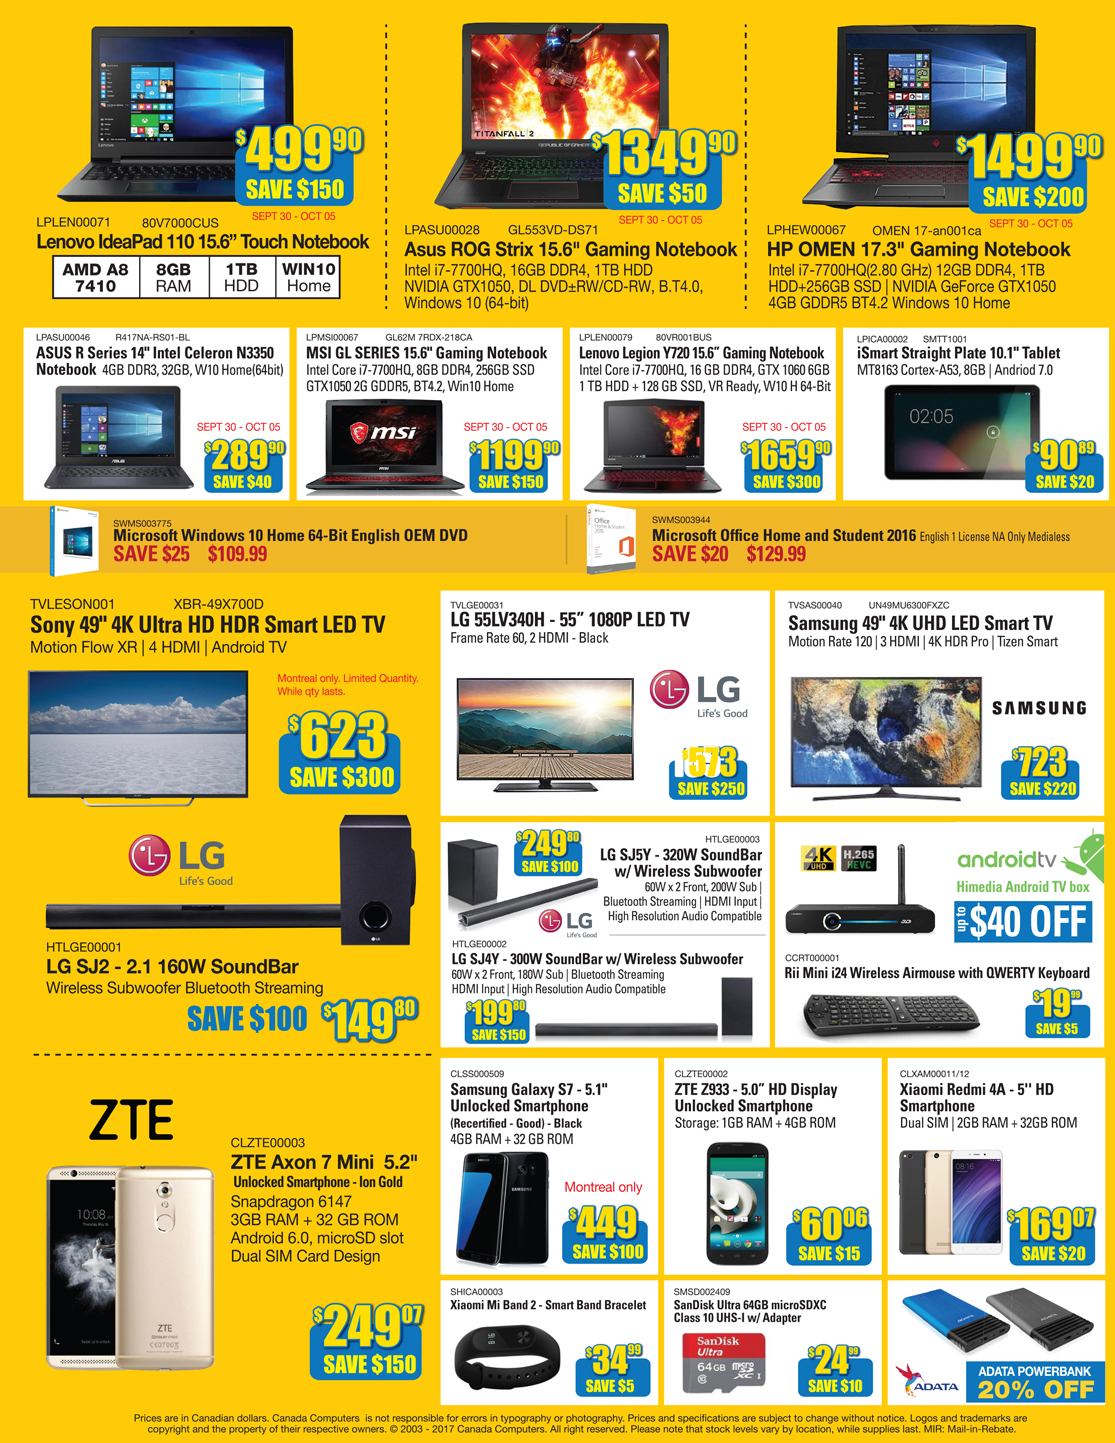 $499.90
SAVE $150
SEPT 30 - OCT 05
LPLEN00071 80V7000CUS
Lenovo IdeaPad 110 15.6” Touch Notebook
AMD A8 7410
8GB RAM
1TB HDD
WIN10 Home
TITANFALL 2
REPUBLIC OF GAMERS
$1349.90
SAVE $50
SEPT 30 - OCT 05
LPASU00028 GL553VD-DS71
Asus ROG Strix 15.6" Gaming Notebook
Intel i7-7700HQ, 16GB DDR4, 1TB HDD
NVIDIA GTX1050, DL DVD±RW/CD-RW, B.T4.0,
Windows 10 (64-bit)
$1499.90
SAVE $200
SEPT 30 - OCT 05
LPHEW00067 OMEN 17-an001ca
HP OMEN 17.3" Gaming Notebook
Intel i7-7700HQ(2.80 GHz) 12GB DDR4, 1TB
HDD+256GB SSD | NVIDIA GeForce GTX1050
4GB GDDR5 BT4.2 Windows 10 Home
LPASU00046 R417NA-RS01-BL
ASUS R Series 14" Intel Celeron N3350
Notebook 4GB DDR3, 32GB, W10 Home(64bit)
SEPT 30 - OCT 05
$289.90
SAVE $40
LPMSI00067 GL62M 7RDX-218CA
MSI GL SERIES 15.6" Gaming Notebook
Intel Core i7-7700HQ, 8GB DDR4, 256GB SSD
GTX1050 2G GDDR5, BT4.2, Win10 Home
msi
SEPT 30 - OCT 05
$1199.90
SAVE $150
LPLEN00079 80VR001BUS
Lenovo Legion Y720 15.6” Gaming Notebook
Intel Core i7-7700HQ, 16 GB DDR4, GTX 1060 6GB
1 TB HDD + 128 GB SSD, VR Ready, W10 H 64-Bit
SEPT 30 - OCT 05
$1659.90
SAVE $300
LPICA00002 SMTT1001
iSmart Straight Plate 10.1" Tablet
MT8163 Cortex-A53, 8GB | Andriod 7.0
02:05
$90.89
SAVE $20
SWMS003775
Microsoft Windows 10 Home 64-Bit English OEM DVD
SAVE $25 $109.99
SWMS003944
Microsoft Office Home and Student 2016 English 1 License NA Only Medialess
SAVE $20 $129.99
TVLESON001 XBR-49X700D
Sony 49" 4K Ultra HD HDR Smart LED TV
Motion Flow XR | 4 HDMI | Android TV
Montreal only. Limited Quantity.
While qty lasts.
$623
SAVE $300
TVLGE00031
LG 55LV340H - 55” 1080P LED TV
Frame Rate 60, 2 HDMI - Black
LG
Life's Good
$573
SAVE $250
TVSAS00040 UN49MU6300FXZC
Samsung 49" 4K UHD LED Smart TV
Motion Rate 120 | 3 HDMI | 4K HDR Pro | Tizen Smart
SAMSUNG
$723
SAVE $220
LG
Life's Good
HTLGE00001
LG SJ2 - 2.1 160W SoundBar
Wireless Subwoofer Bluetooth Streaming
SAVE $100 $149.80
$249.80
SAVE $100
HTLGE00003
LG SJ5Y - 320W SoundBar
w/ Wireless Subwoofer
60W x 2 Front, 200W Sub |
Bluetooth Streaming | HDMI Input |
High Resolution Audio Compatible
LG
Life's Good
HTLGE00002
LG SJ4Y - 300W SoundBar w/ Wireless Subwoofer
60W x 2 Front, 180W Sub | Bluetooth Streaming
HDMI Input | High Resolution Audio Compatible
$199.80
SAVE $150
4K UHD
H.265 HEVC
androidtv
Himedia Android TV box
up to $40 OFF
CCRT000001
Rii Mini i24 Wireless Airmouse with QWERTY Keyboard
$19.99
SAVE $5
ZTE
CLZTE00003
ZTE Axon 7 Mini 5.2"
Unlocked Smartphone - Ion Gold
Snapdragon 6147
3GB RAM + 32 GB ROM
Android 6.0, microSD slot
Dual SIM Card Design
10:08
ZTE
$249.07
SAVE $150
CLSS000509
Samsung Galaxy S7 - 5.1"
Unlocked Smartphone
(Recertified - Good) - Black
4GB RAM + 32 GB ROM
Montreal only
$449
SAVE $100
CLZTE00002
ZTE Z933 - 5.0” HD Display
Unlocked Smartphone
Storage: 1GB RAM + 4GB ROM
$60.06
SAVE $15
CLXAM00011/12
Xiaomi Redmi 4A - 5'' HD
Smartphone
Dual SIM | 2GB RAM + 32GB ROM
08:16
$169.07
SAVE $20
SHICA00003
Xiaomi Mi Band 2 - Smart Band Bracelet
$34.99
SAVE $5
SMSD002409
SanDisk Ultra 64GB microSDXC
Class 10 UHS-I w/ Adapter
SanDisk
Ultra
64 GB micro SDXC I
$24.99
SAVE $10
ADATA
ADATA POWERBANK
20% OFF
Prices are in Canadian dollars. Canada Computers is not responsible for errors in typography or photography. Prices and specifications are subject to change without notice. Logos and trademarks are
copyright and the property of their respective owners. © 2003 - 2017 Canada Computers. All right reserved. Please note that stock levels vary by location, while supplies last. MIR: Mail-in-Rebate.